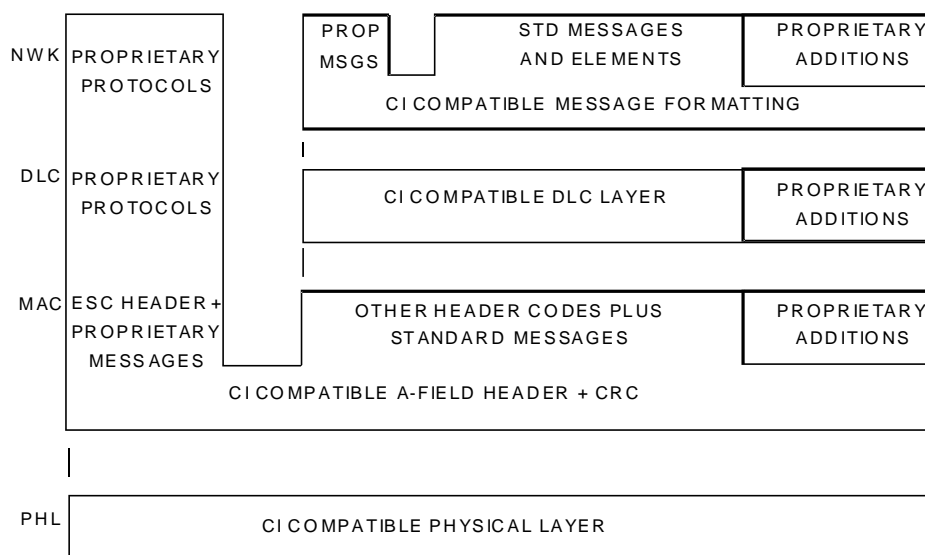 NWK
PROPRIETARY
PROTOCOLS
PROP
MSGS
STD MESSAGES
AND ELEMENTS
PROPRIETARY
ADDITIONS
CI COMPATIBLE MESSAGE FORMATTING
DLC
PROPRIETARY
PROTOCOLS
CI COMPATIBLE DLC LAYER
PROPRIETARY
ADDITIONS
MAC
ESC HEADER +
PROPRIETARY
MESSAGES
OTHER HEADER CODES PLUS
STANDARD MESSAGES
PROPRIETARY
ADDITIONS
CI COMPATIBLE A-FIELD HEADER + CRC
PHL
CI COMPATIBLE PHYSICAL LAYER